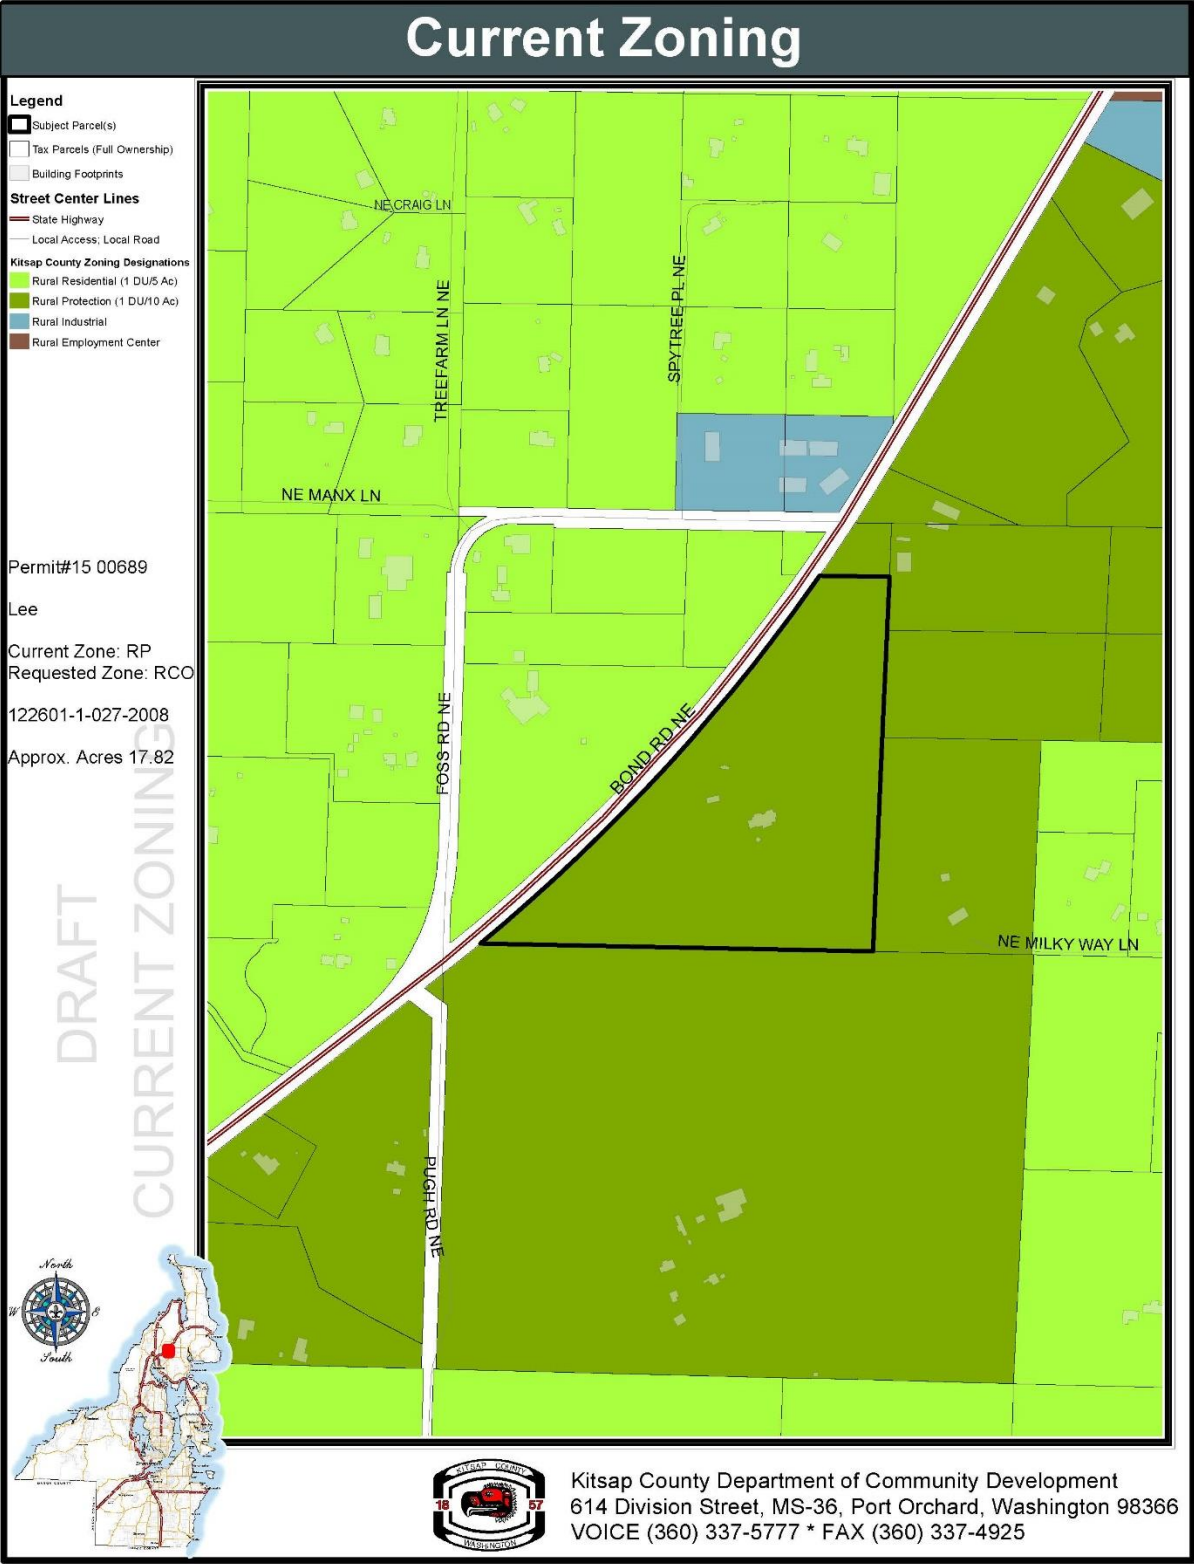 Current Zoning
Legend
Subject Parcel(s)
Tax Parcels (Full Ownership)
Building Footprints
Street Center Lines
State Highway
Local Access; Local Road
Kitsap County Zoning Designations
Rural Residential (1 DU/5 Ac)
Rural Protection (1 DU/10 Ac)
Rural Industrial
Rural Employment Center
NE CRAIG LN
TREEFARM LN NE
SPYTREE PL NE
NE MANX LN
FOSS RD NE
BOND RD NE
NE MILKY WAY LN
PUGH RD NE
Permit#15 00689
Lee
Current Zone: RP
Requested Zone: RCO
122601-1-027-2008
Approx. Acres 17.82
DRAFT
CURRENT ZONING
North
W
E
South
KITSAP COUNTY
18 57
WASHINGTON
Kitsap County Department of Community Development
614 Division Street, MS-36, Port Orchard, Washington 98366
VOICE (360) 337-5777 * FAX (360) 337-4925